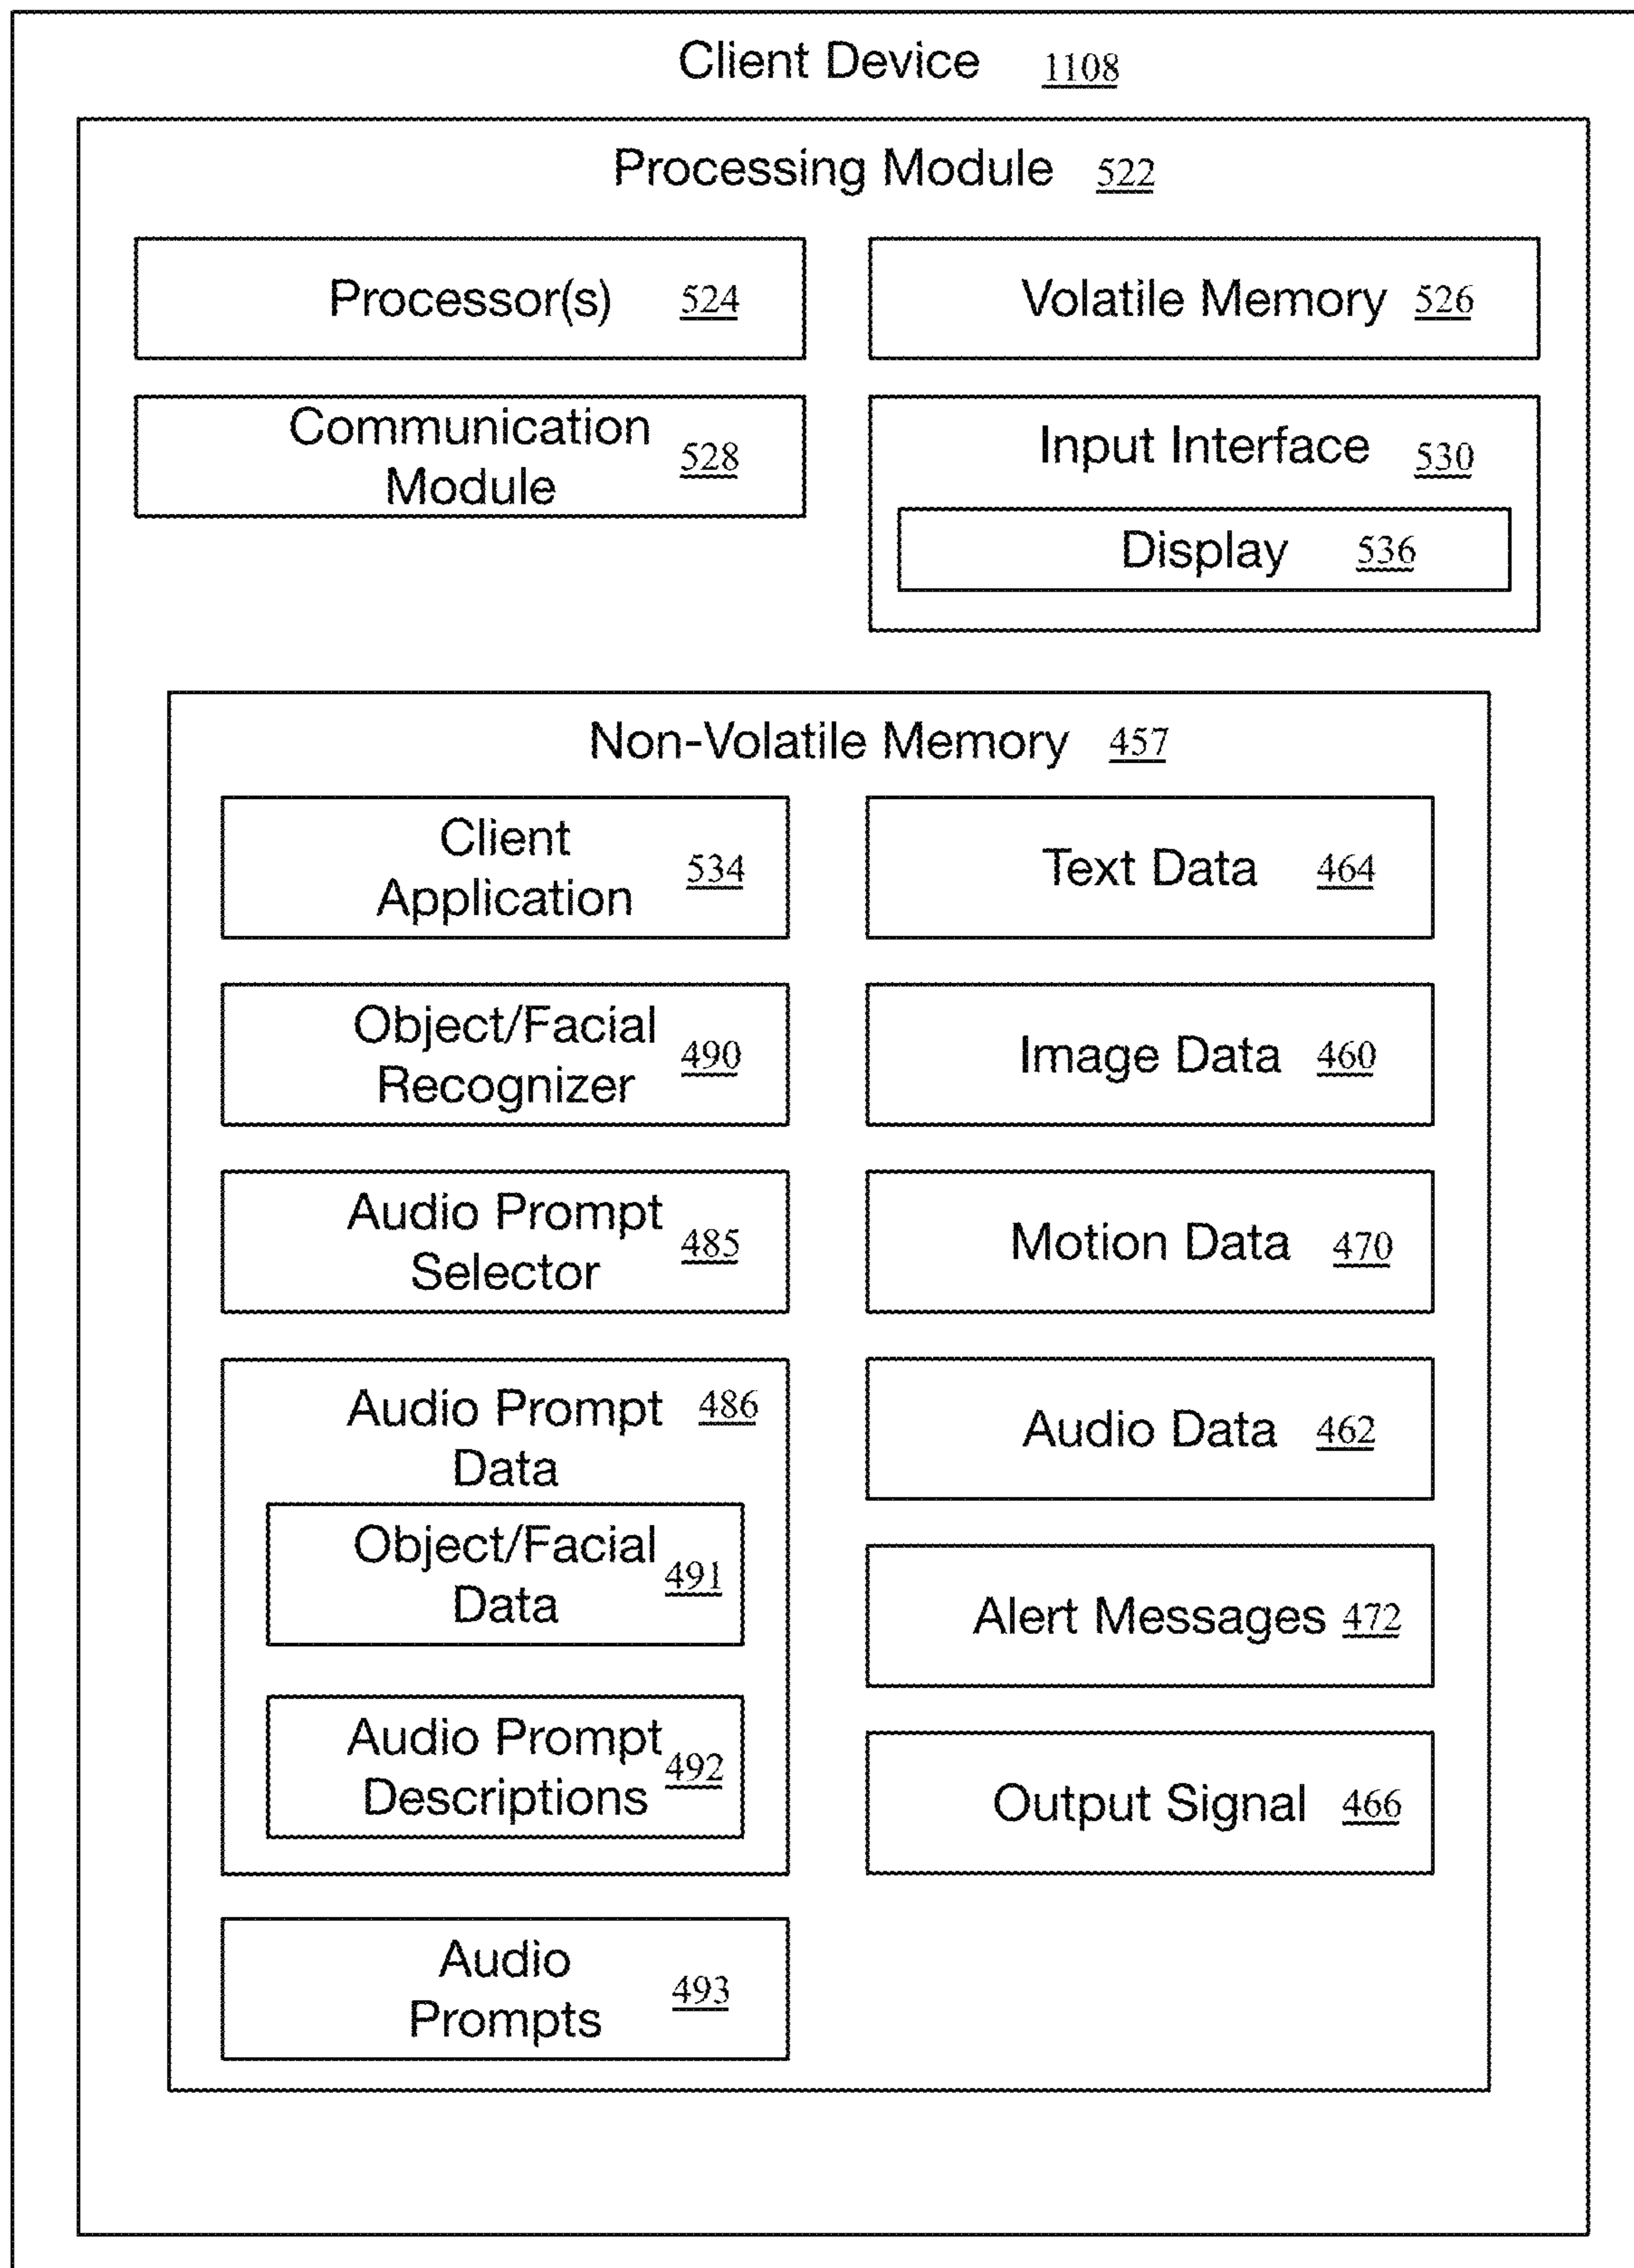 Client Device 1108
Processing Module 522
Processor(s) 524
Volatile Memory 526
Communication
Module 528
Input Interface 530
Display 536
Non-Volatile Memory 457
Client
Application 534
Text Data 464
Object/Facial
Recognizer 490
Image Data 460
Audio Prompt
Selector 485
Motion Data 470
Audio Prompt 486
Data
Object/Facial
Data 491
Audio Prompt
Descriptions 492
Audio Data 462
Alert Messages 472
Output Signal 466
Audio
Prompts 493